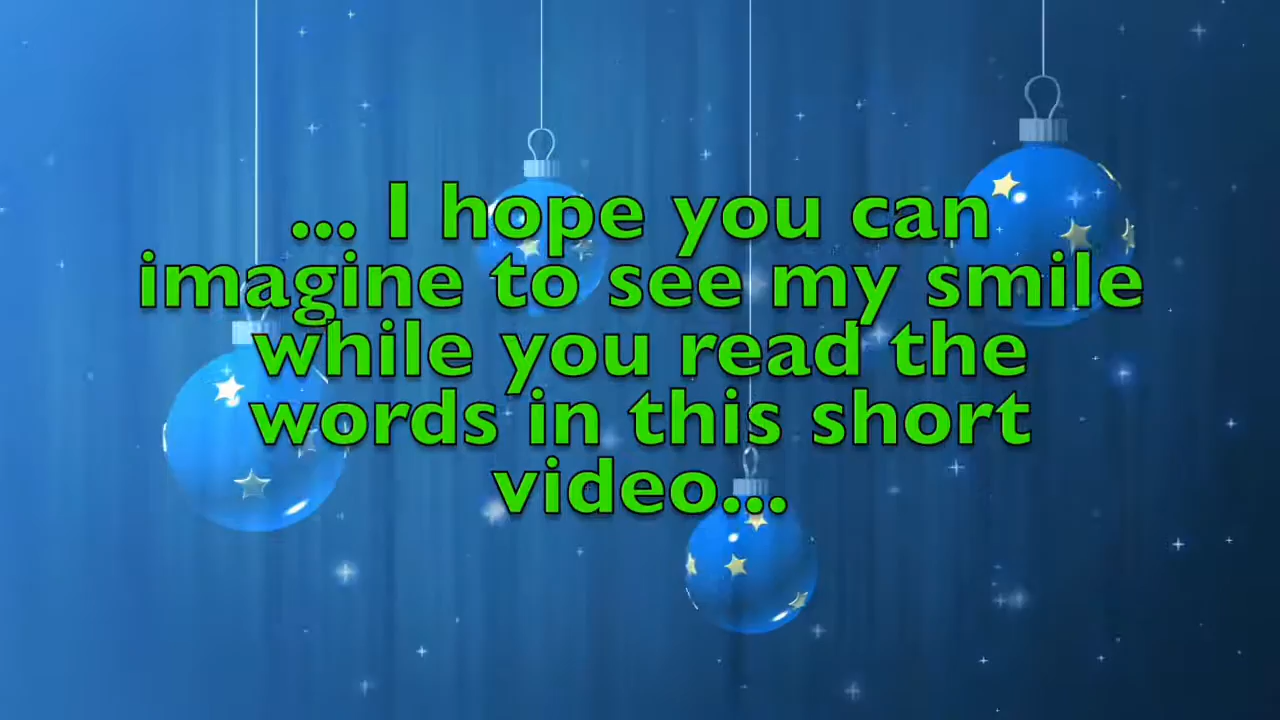 ... I hope you can
imagine to see my smile
while you read the
words in this short
video...